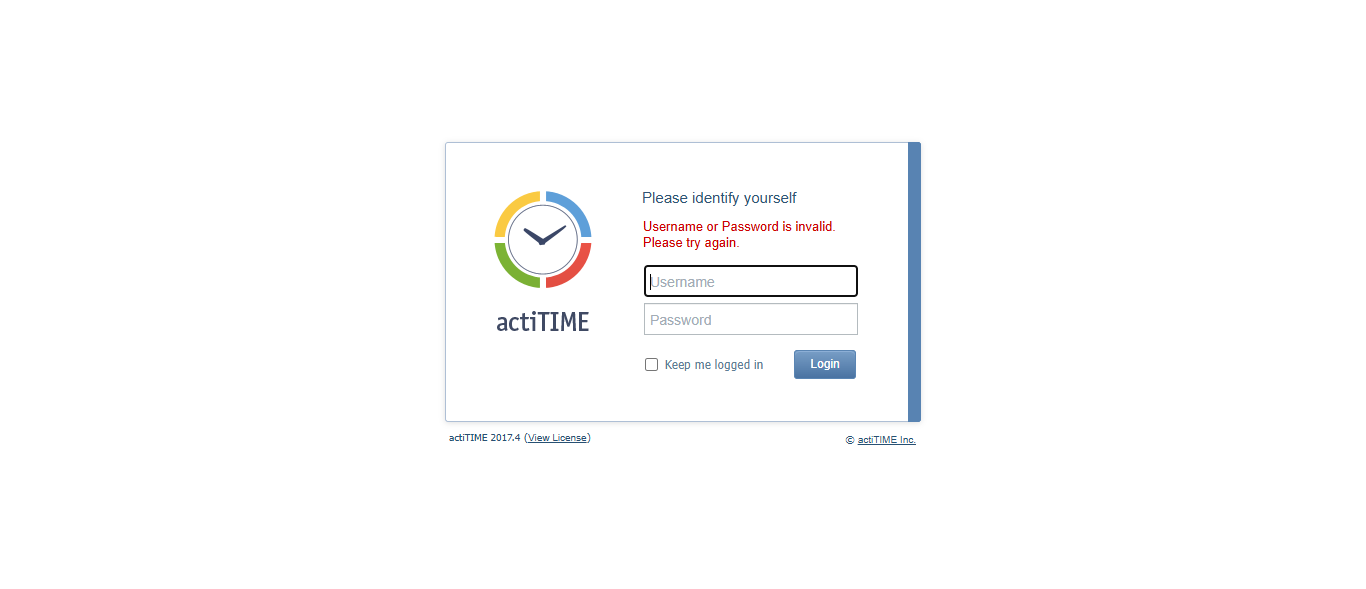 Please identify yourself
Username or Password is invalid.
Please try again.
Username
Password
Keep me logged in
Login
actiTIME
actiTIME 2017.4 (View License)
© actiTIME Inc.